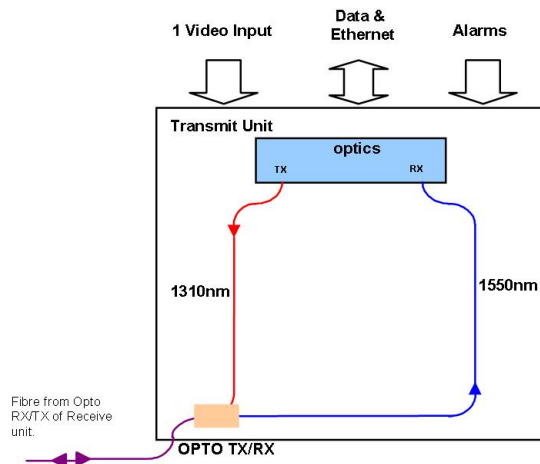 1 Video Input
Data &
Ethernet
Alarms
Transmit Unit
optics
TX
RX
1310nm
1550nm
Fibre from Opto
RX/TX of Receive
unit.
OPTO TX/RX